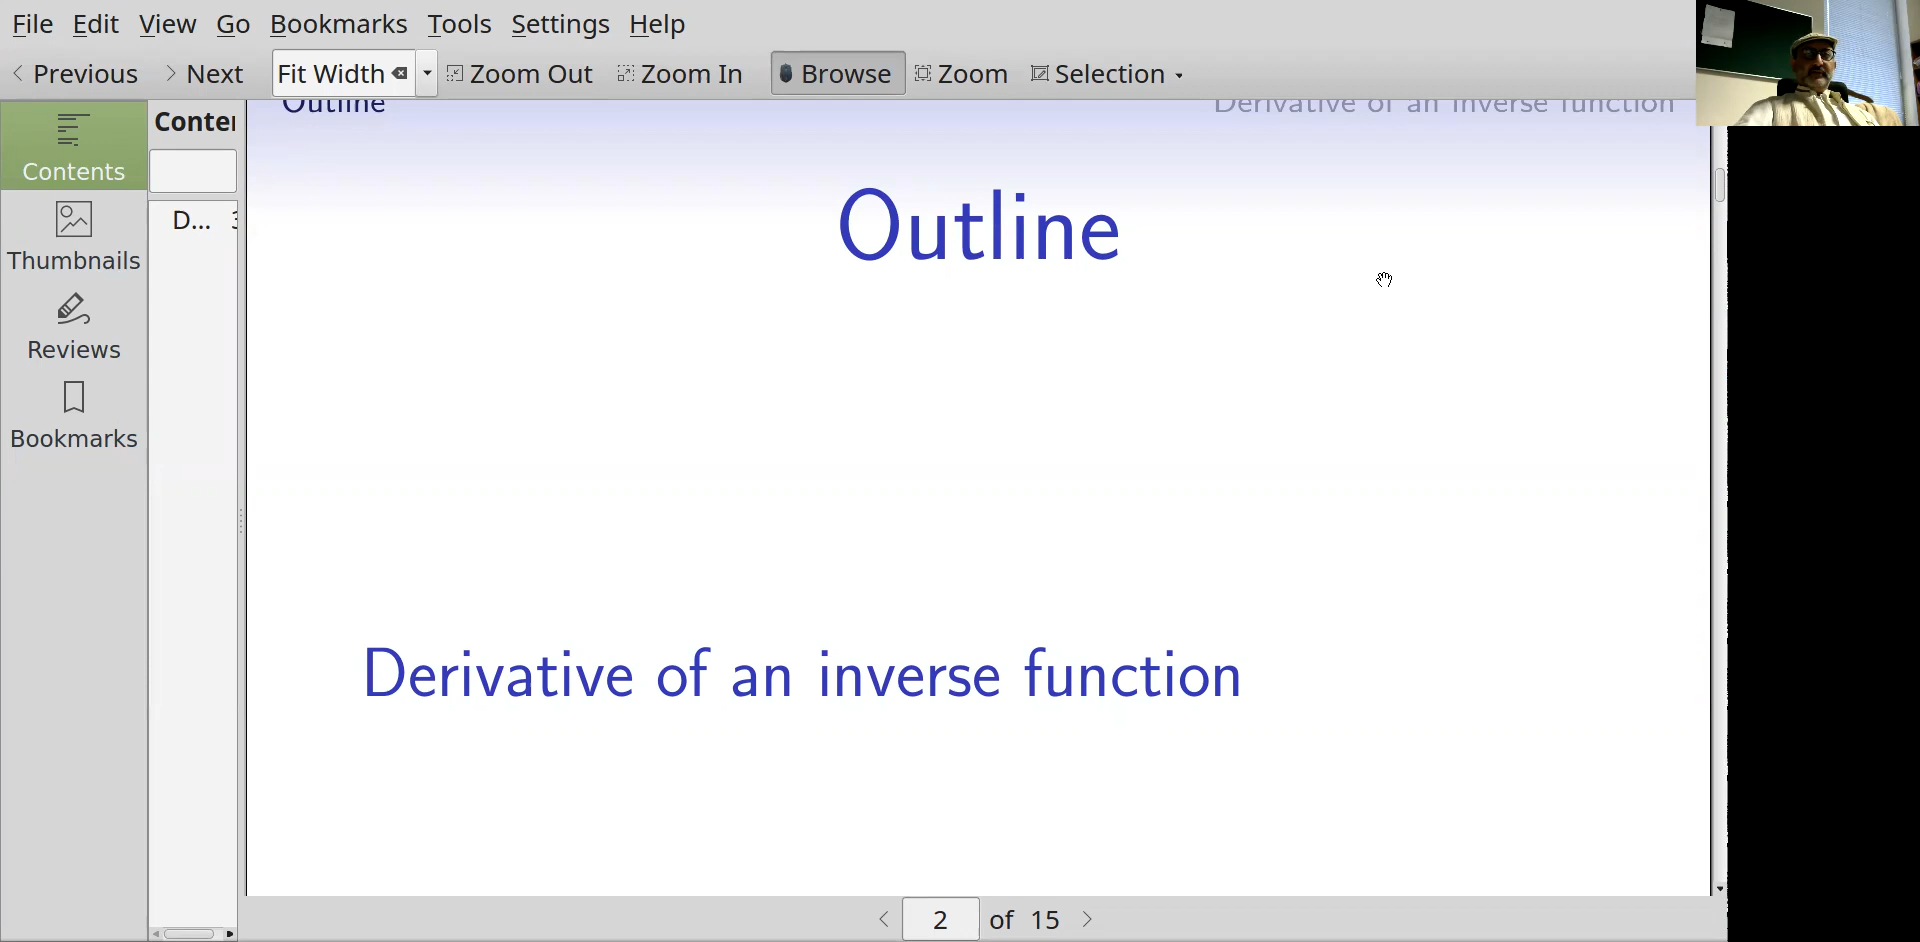 File Edit View Go Bookmarks Tools Settings Help
Previous Next Fit Width Zoom Out Zoom In Browse Zoom Selection
Contents
Thumbnails
Reviews
Bookmarks
Conter
D... 3
Outline Derivative of an inverse function
Outline
Derivative of an inverse function
2 of 15